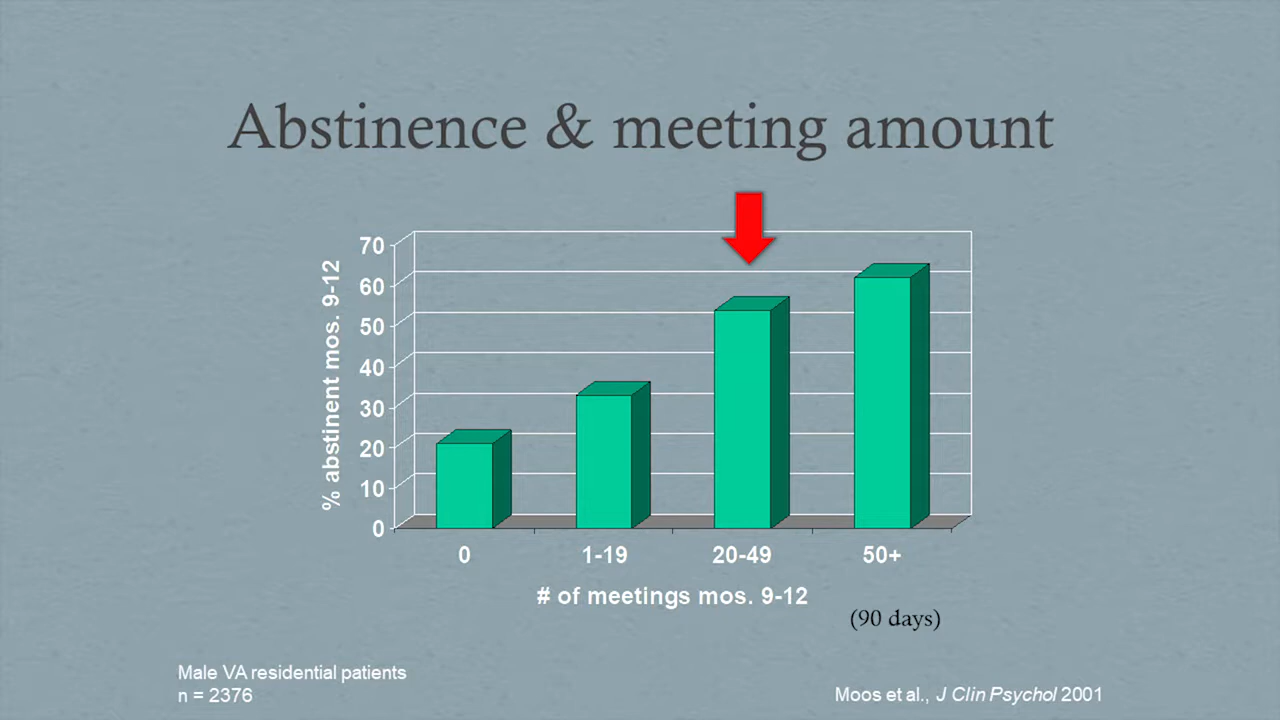 Abstinence & meeting amount
% abstinent mos. 9-12
70
60
50
40
30
20
10
0
0 1-19 20-49 50+
# of meetings mos. 9-12
(90 days)
Male VA residential patients
n = 2376
Moos et al., J Clin Psychol 2001